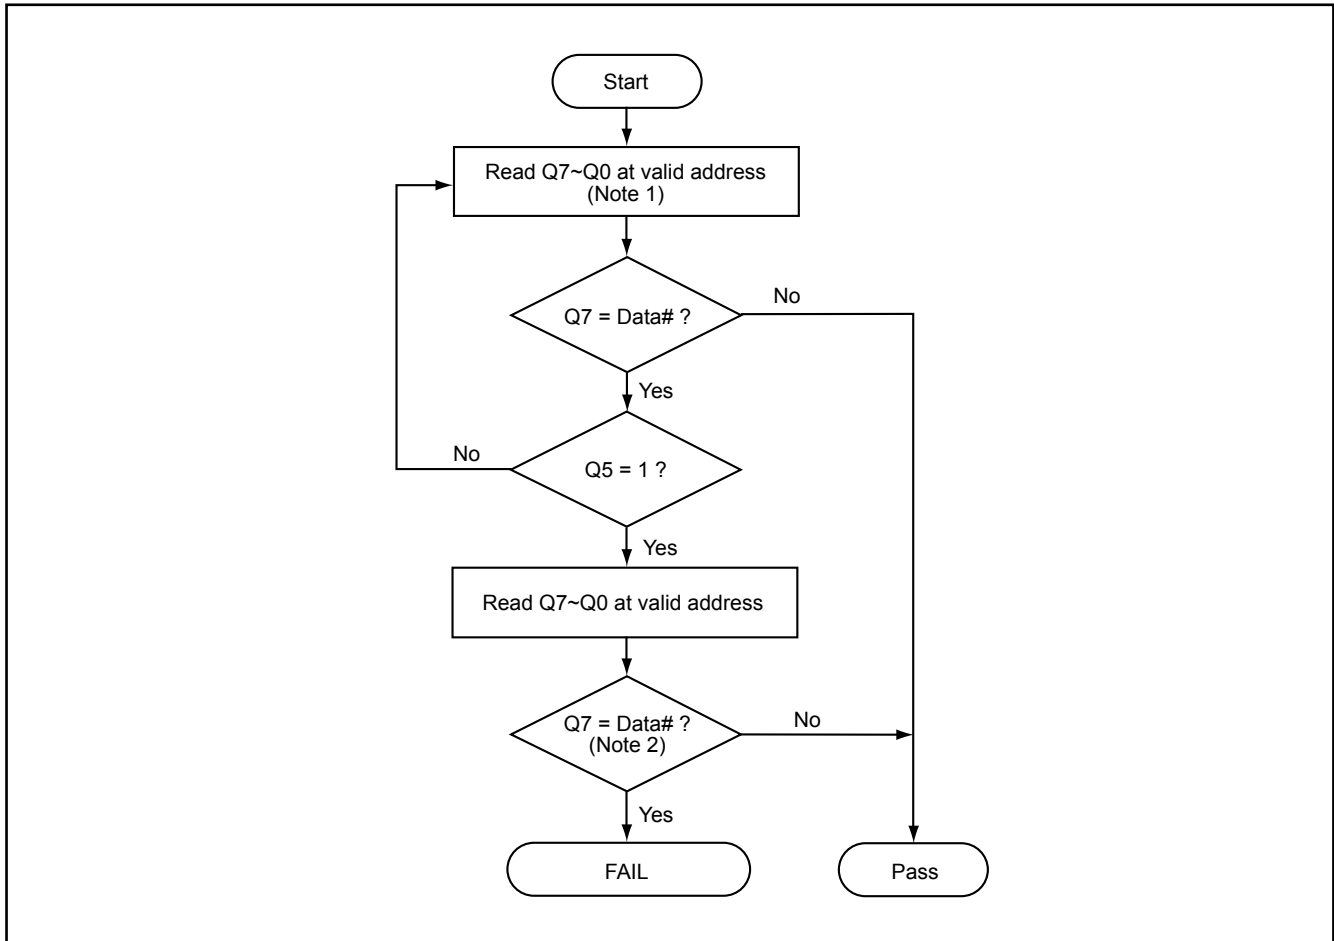 Start
Read Q7~Q0 at valid address
(Note 1)
Q7 = Data# ?
No
Yes
Q5 = 1 ?
No
Yes
Read Q7~Q0 at valid address
Q7 = Data# ?
(Note 2)
No
Yes
FAIL
Pass